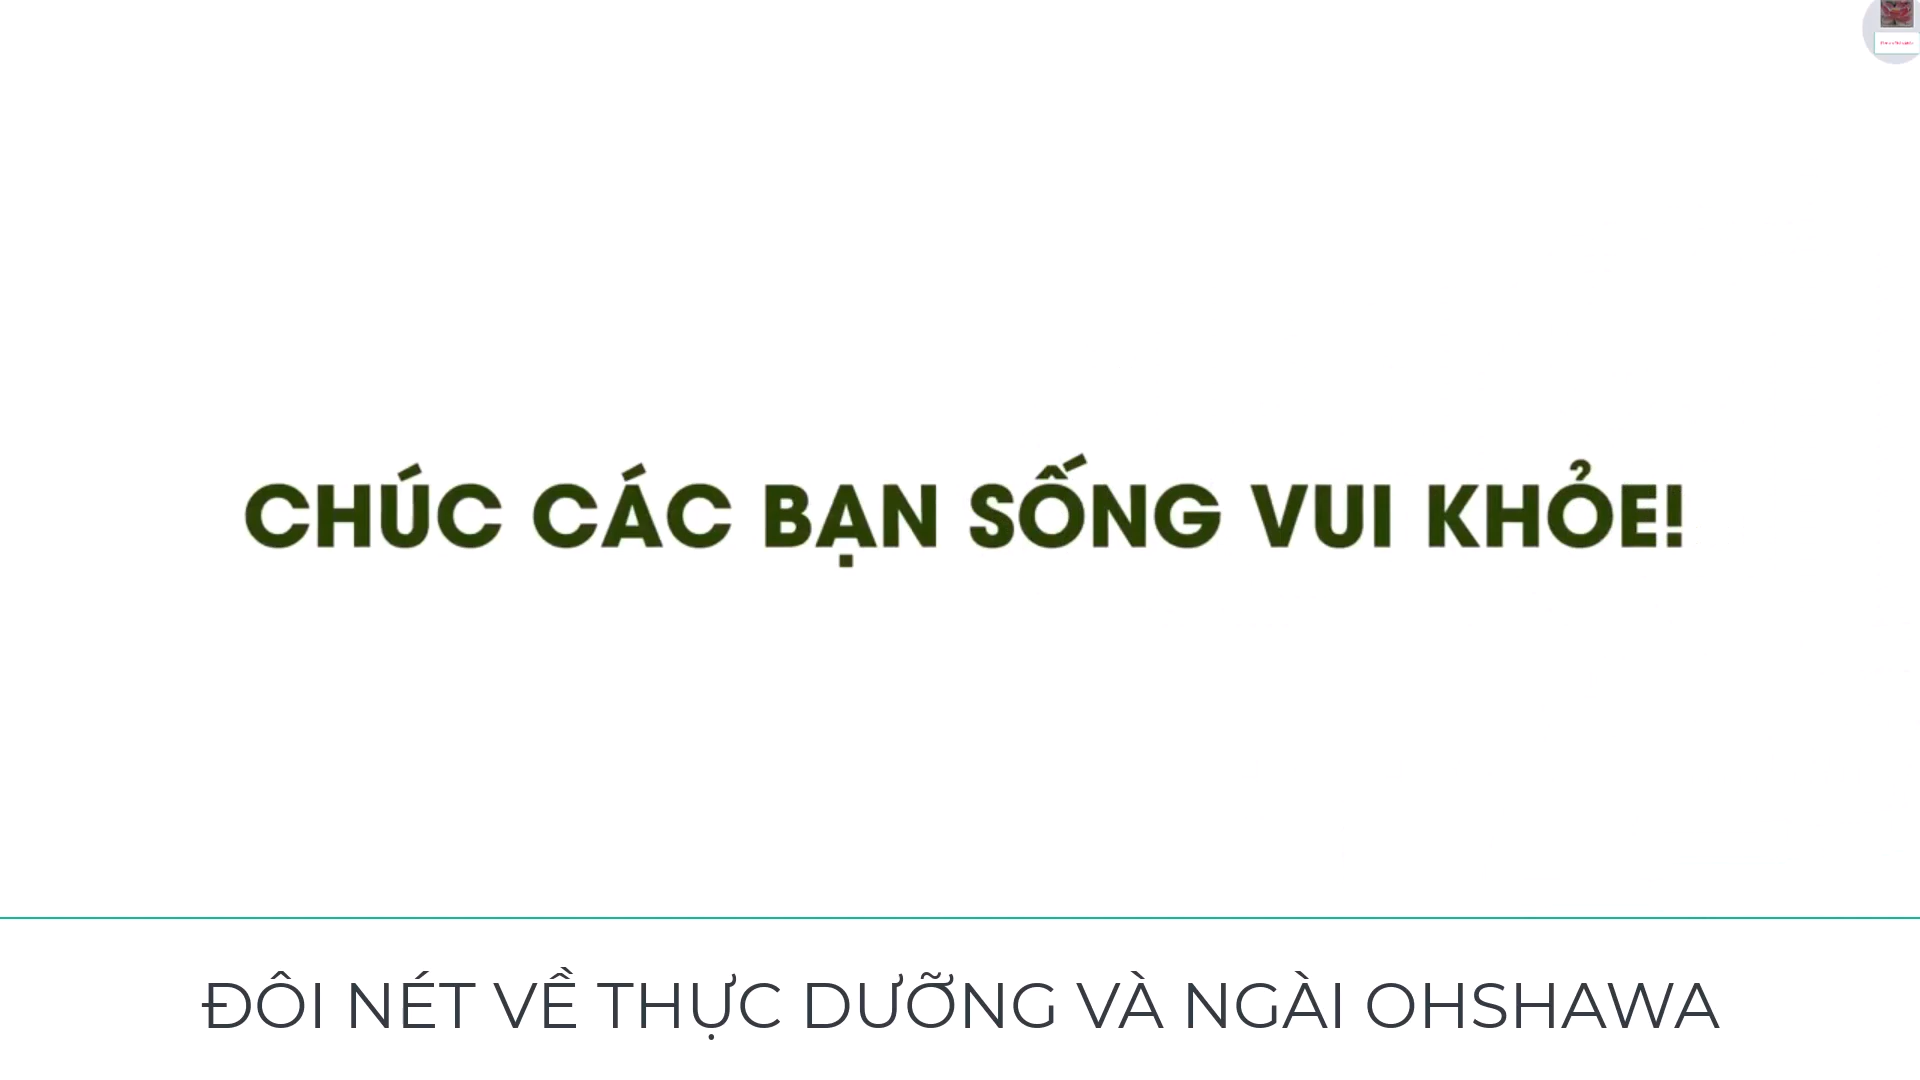 CHÚC CÁC BẠN SỐNG VUI KHỎE!
ĐÔI NÉT VỀ THỰC DƯỠNG VÀ NGÀI OHSHAWA